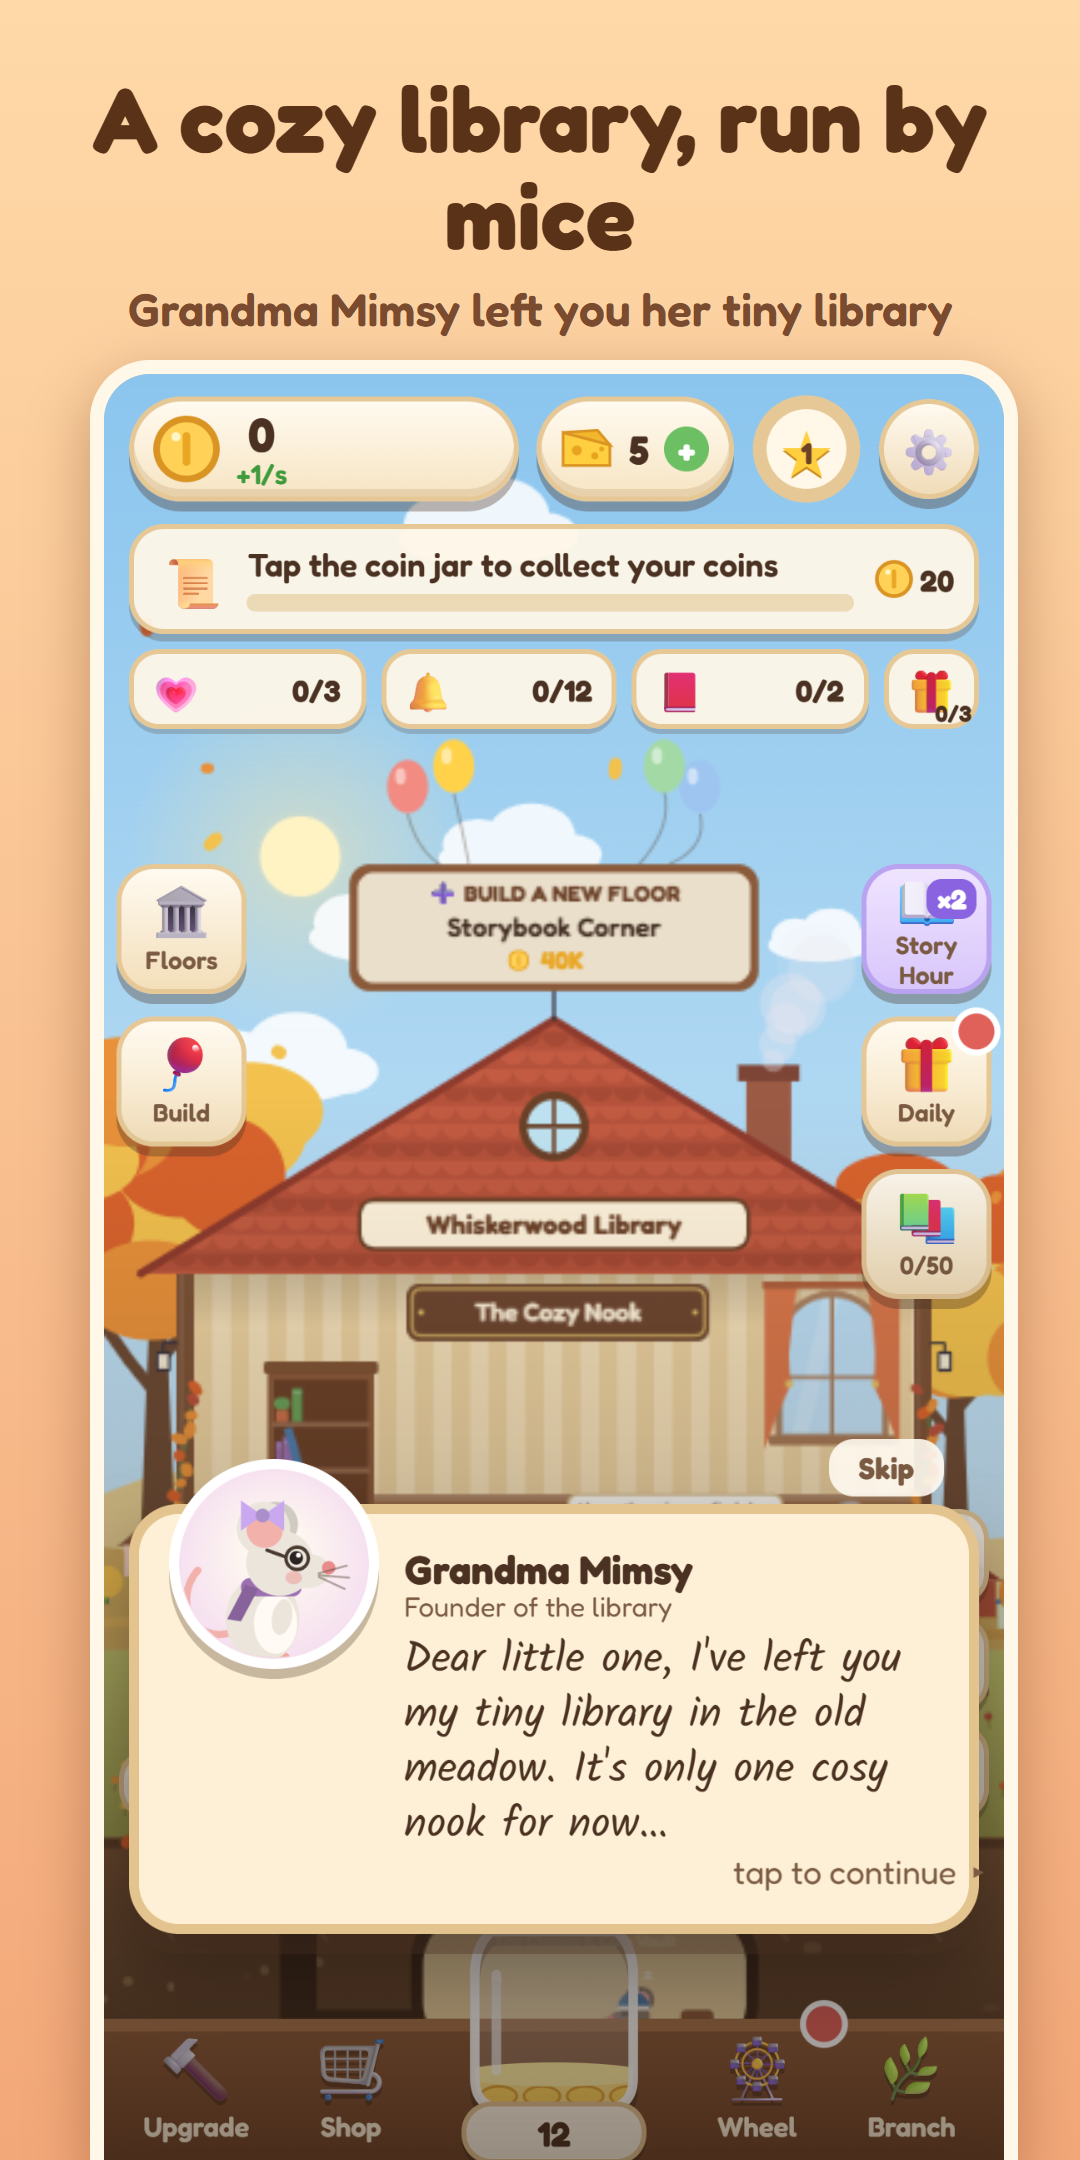 A cozy library, run by
mice
Grandma Mimsy left you her tiny library
0
+1/s
5
1
Tap the coin jar to collect your coins
20
0/3
0/12
0/2
0/3
BUILD A NEW FLOOR
Storybook Corner
40K
Floors
x2
Story
Hour
Build
Daily
Whiskerwood Library
0/50
The Cozy Nook
Skip
Grandma Mimsy
Founder of the library
Dear little one, I've left you
my tiny library in the old
meadow. It's only one cosy
nook for now...
tap to continue
Upgrade
Shop
12
Wheel
Branch